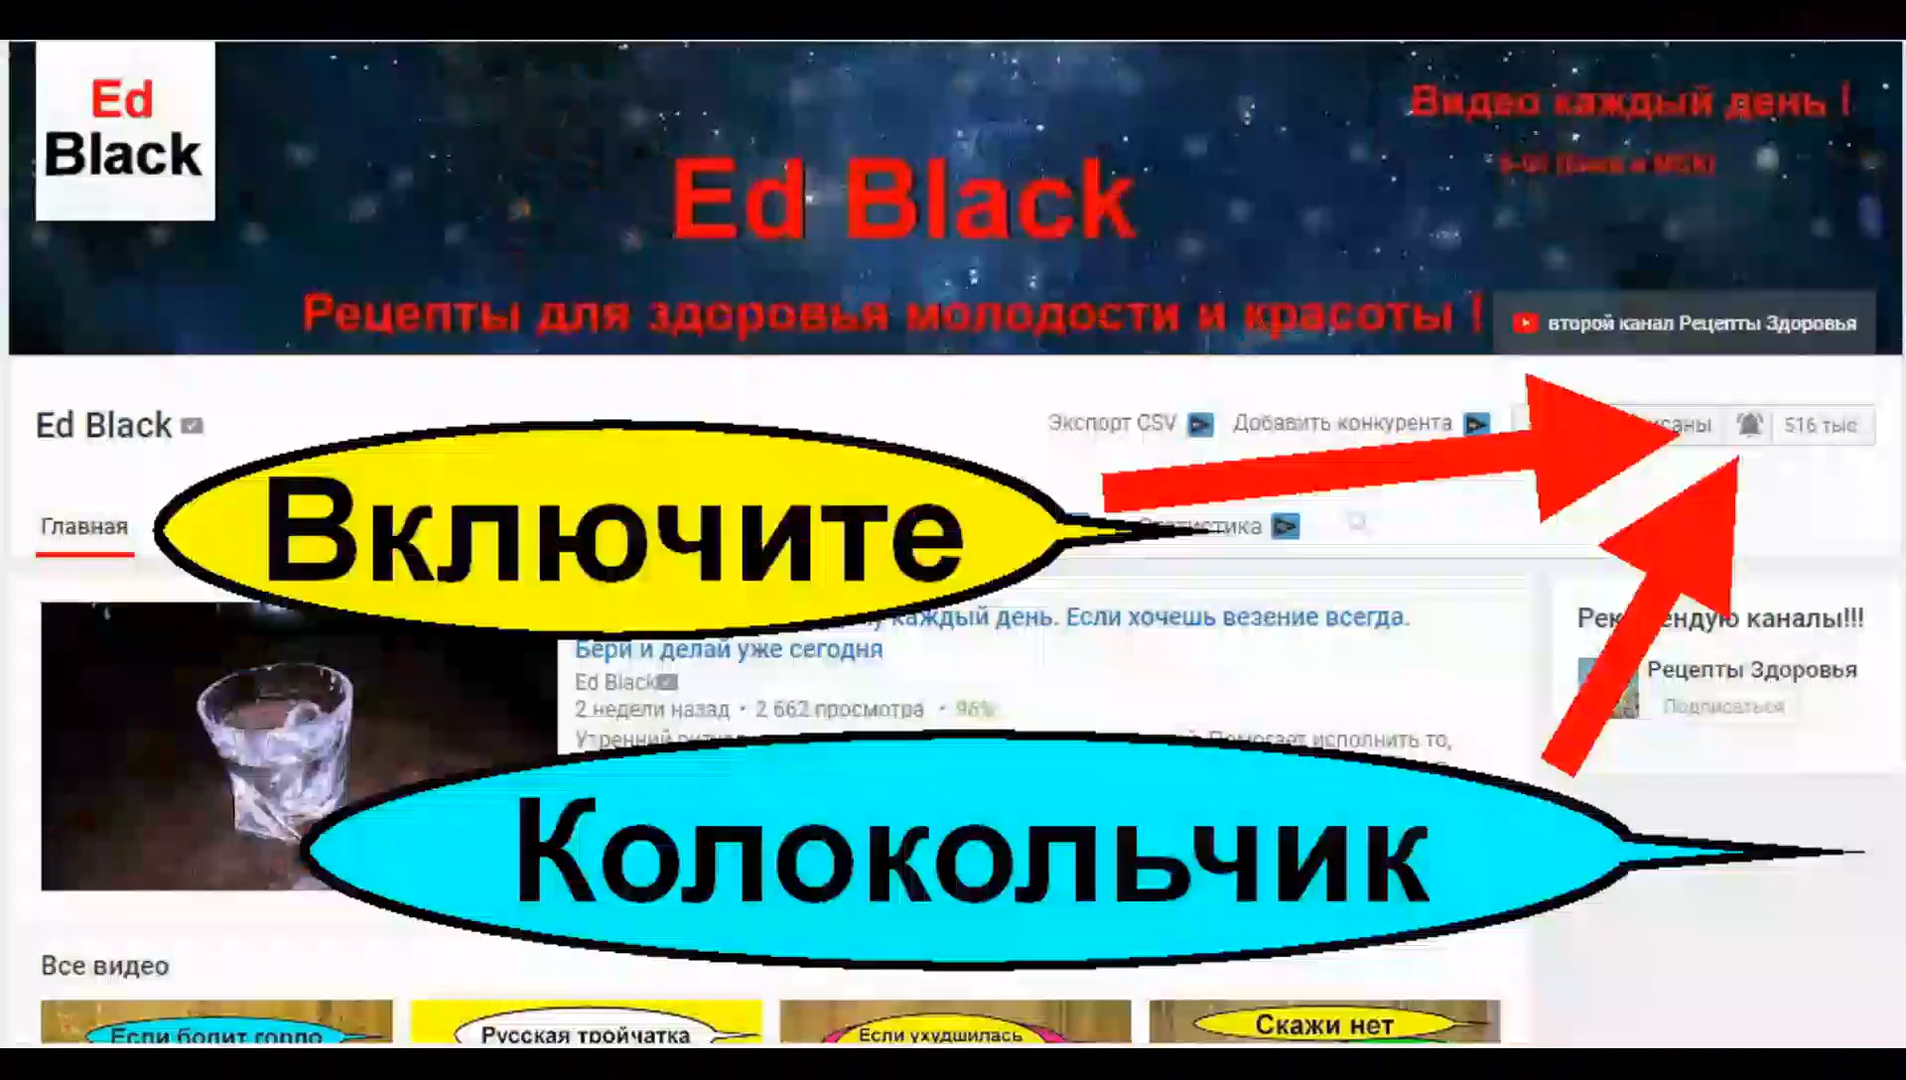 Ed
Black
Видео каждый день !
Ed Black
Рецепты для здоровья молодости и красоты !
второй канал Рецепты Здоровья
Ed Black
Экспорт CSV
Добавить конкурента
516 тыс
Главная
Включите
каждый день. Если хочешь везение всегда.
Бери и делай уже сегодня
Ed Black
2 недели назад • 2 662 просмотра • 96%
Утренний
Помогает исполнить то,
каналы!!!
Рецепты Здоровья
Подписаться
Колокольчик
Все видео
Если болит горло
Русская тройчатка
Если ухудшилась
Скажи нет